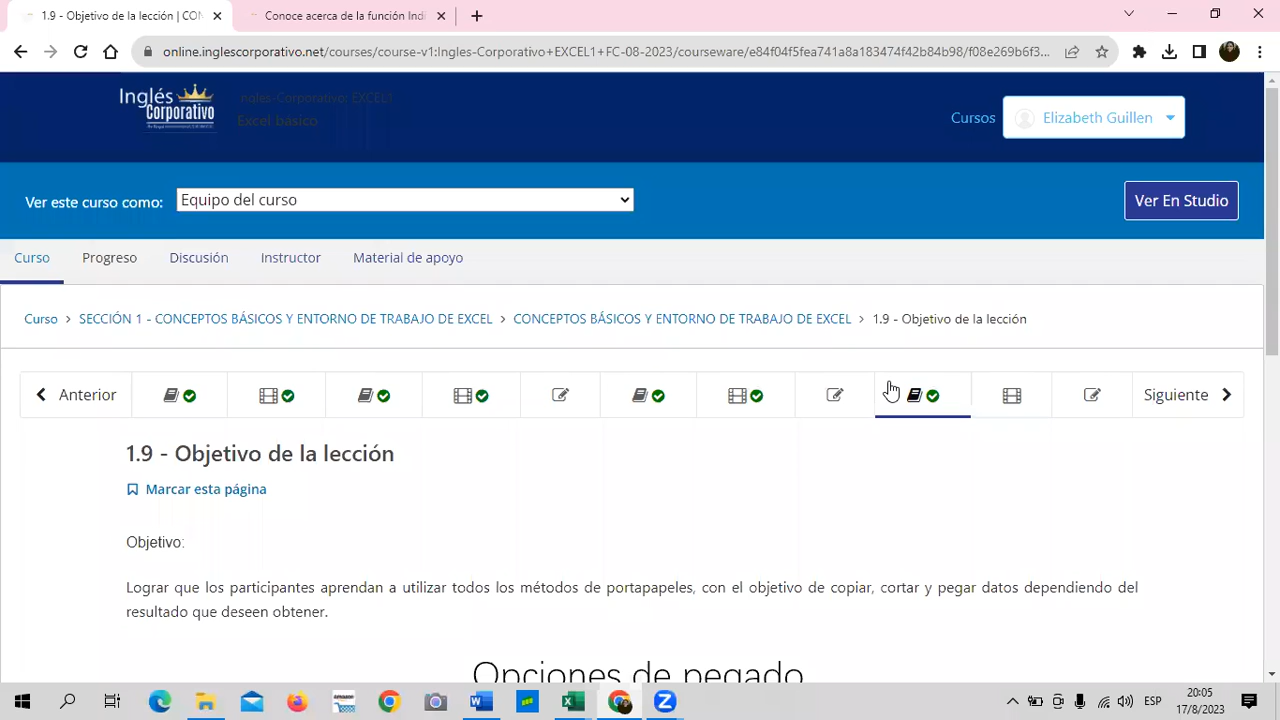 1.9 - Objetivo de la lección | CON
Conoce acerca de la función Indi
online.inglescorporativo.net/courses/course-v1:Ingles-Corporativo+EXCEL1+FC-08-2023/courseware/e84f04f5fea741a8a183474f42b84b98/f08e269b6f3...
Inglés Corporativo
Ingles-Corporativo: EXCEL1
Excel básico
Cursos
Elizabeth Guillen
Ver este curso como:
Equipo del curso
Ver En Studio
Curso Progreso Discusión Instructor Material de apoyo
Curso > SECCIÓN 1 - CONCEPTOS BÁSICOS Y ENTORNO DE TRABAJO DE EXCEL > CONCEPTOS BÁSICOS Y ENTORNO DE TRABAJO DE EXCEL > 1.9 - Objetivo de la lección
Anterior
Siguiente
1.9 - Objetivo de la lección
Marcar esta página
Objetivo:
Lograr que los participantes aprendan a utilizar todos los métodos de portapapeles, con el objetivo de copiar, cortar y pegar datos dependiendo del
resultado que deseen obtener.
Opciones de pegado
ESP
20:05
17/8/2023